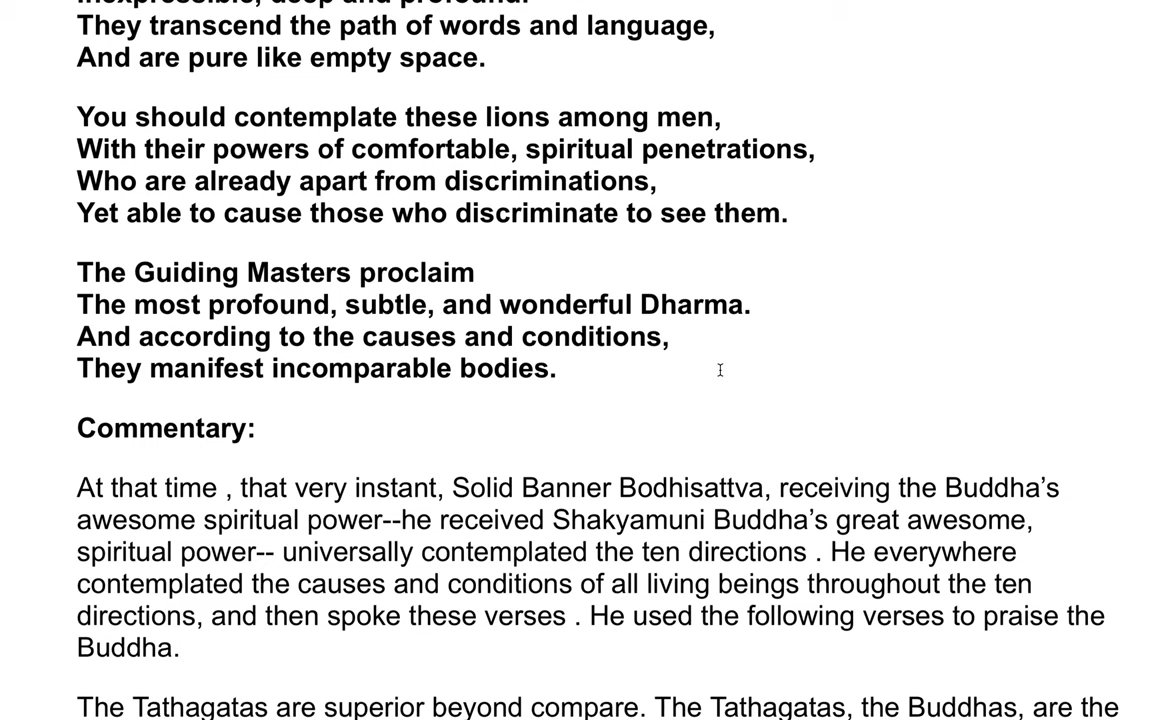 inexpressible, deep and profound.
They transcend the path of words and language,
And are pure like empty space.
You should contemplate these lions among men,
With their powers of comfortable, spiritual penetrations,
Who are already apart from discriminations,
Yet able to cause those who discriminate to see them.
The Guiding Masters proclaim
The most profound, subtle, and wonderful Dharma.
And according to the causes and conditions,
They manifest incomparable bodies.
Commentary:
At that time , that very instant, Solid Banner Bodhisattva, receiving the Buddha’s
awesome spiritual power--he received Shakyamuni Buddha’s great awesome,
spiritual power-- universally contemplated the ten directions . He everywhere
contemplated the causes and conditions of all living beings throughout the ten
directions, and then spoke these verses . He used the following verses to praise the
Buddha.
The Tathagatas are superior beyond compare. The Tathagatas, the Buddhas, are the